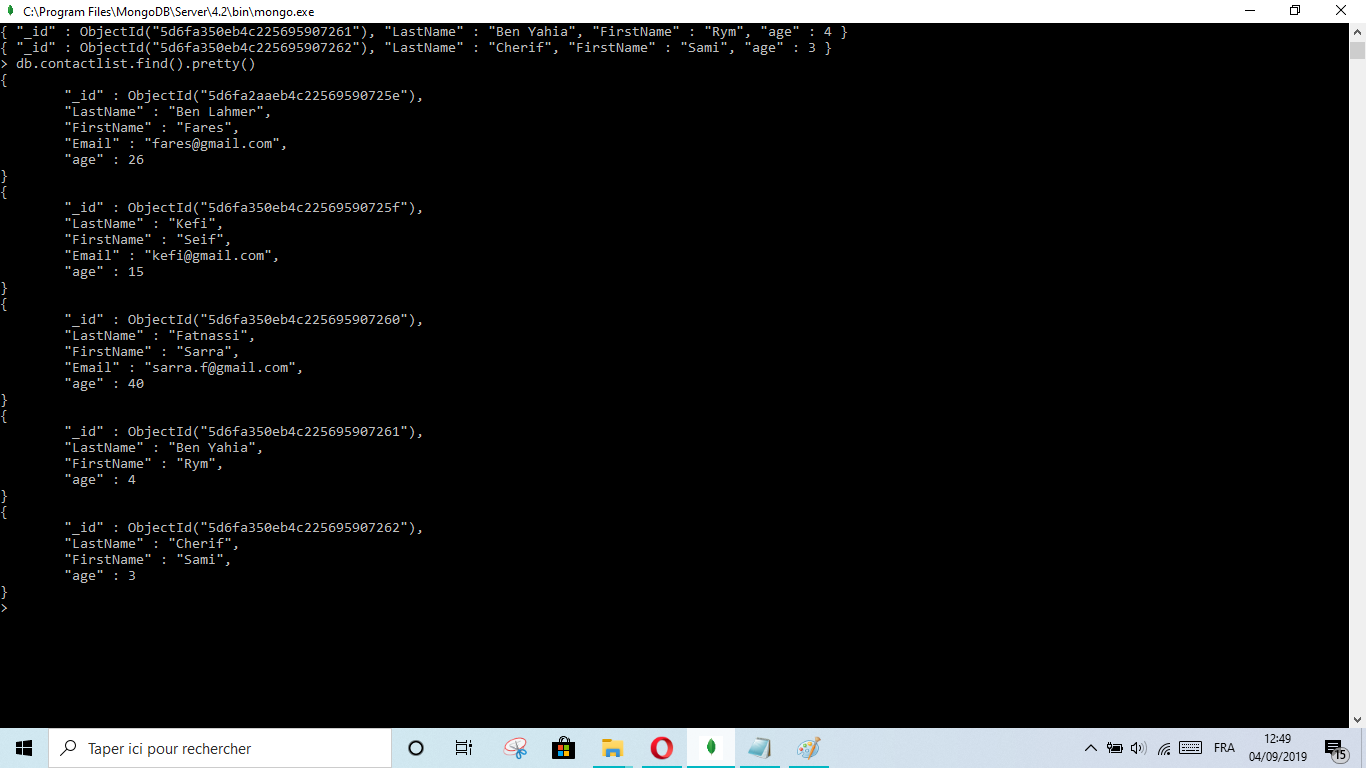 C:\Program Files\MongoDB\Server\4.2\bin\mongo.exe
{ "_id" : ObjectId("5d6fa350eb4c225695907261"), "LastName" : "Ben Yahia", "FirstName" : "Rym", "age" : 4 }
{ "_id" : ObjectId("5d6fa350eb4c225695907262"), "LastName" : "Cherif", "FirstName" : "Sami", "age" : 3 }
> db.contactlist.find().pretty()
{
"_id" : ObjectId("5d6fa2aaeb4c22569590725e"),
"LastName" : "Ben Lahmer",
"FirstName" : "Fares",
"Email" : "fares@gmail.com",
"age" : 26
}
{
"_id" : ObjectId("5d6fa350eb4c22569590725f"),
"LastName" : "Kefi",
"FirstName" : "Seif",
"Email" : "kefi@gmail.com",
"age" : 15
}
{
"_id" : ObjectId("5d6fa350eb4c225695907260"),
"LastName" : "Fatnassi",
"FirstName" : "Sarra",
"Email" : "sarra.f@gmail.com",
"age" : 40
}
{
"_id" : ObjectId("5d6fa350eb4c225695907261"),
"LastName" : "Ben Yahia",
"FirstName" : "Rym",
"age" : 4
}
{
"_id" : ObjectId("5d6fa350eb4c225695907262"),
"LastName" : "Cherif",
"FirstName" : "Sami",
"age" : 3
}
>
Taper ici pour rechercher
FRA
12:49
04/09/2019
15